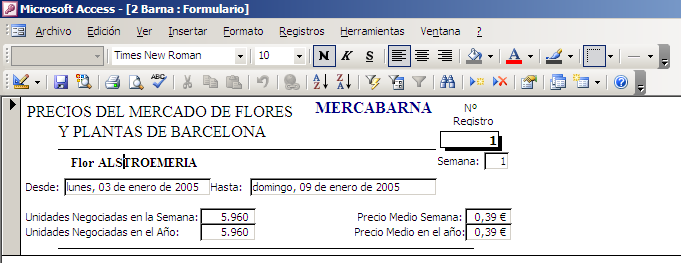 Microsoft Access - [2 Barna : Formulario]
Archivo Edición Ver Insertar Formato Registros Herramientas Ventana ?
Times New Roman 10 N K S
PRECIOS DEL MERCADO DE FLORES Y PLANTAS DE BARCELONA
MERCABARNA
Nº Registro
1
Flor ALSTROEMERIA
Semana: 1
Desde: lunes, 03 de enero de 2005 Hasta: domingo, 09 de enero de 2005
Unidades Negociadas en la Semana: 5.960 Precio Medio Semana: 0,39 €
Unidades Negociadas en el Año: 5.960 Precio Medio en el año: 0,39 €